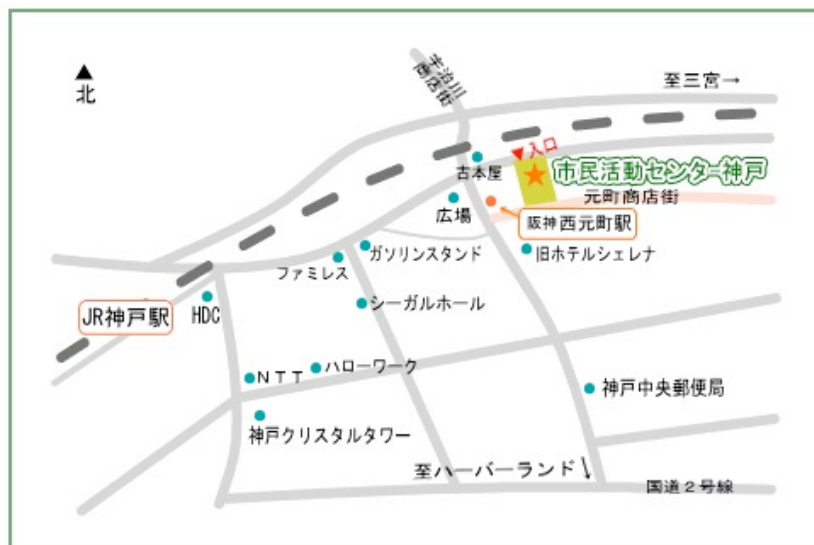 北
宇治川
商店街
至三宮→
入口
市民活動センター神戸
古本屋
元町商店街
広場
阪神西元町駅
旧ホテルシェレナ
ガソリンスタンド
ファミレス
JR神戸駅
HDC
シーガルホール
NTT
ハローワーク
神戸中央郵便局
神戸クリスタルタワー
至ハーバーランド
国道2号線